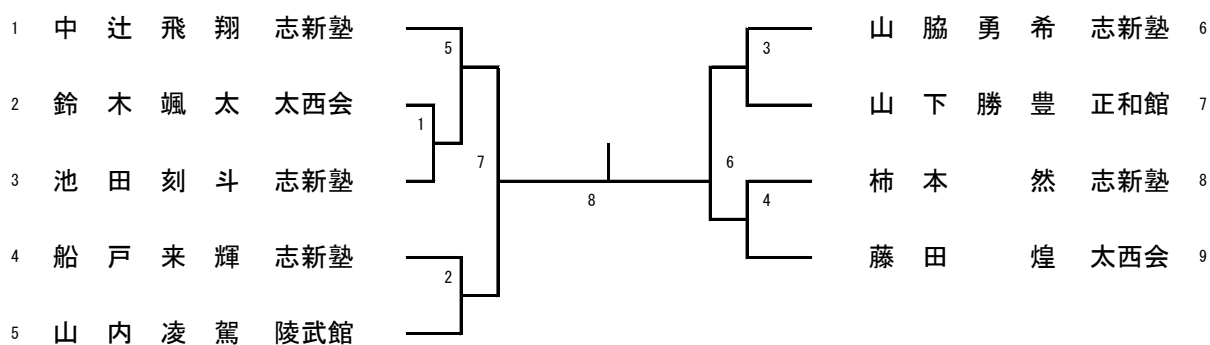 1 中辻飛翔 志新塾
2 鈴木颯太 太西会
3 池田刻斗 志新塾
4 船戸来輝 志新塾
5 山内凌駕 陵武館
5
1
7
2
8
3
6
4
山脇勇希 志新塾 6
山下勝豊 正和館 7
柿本 然 志新塾 8
藤田 煌 太西会 9